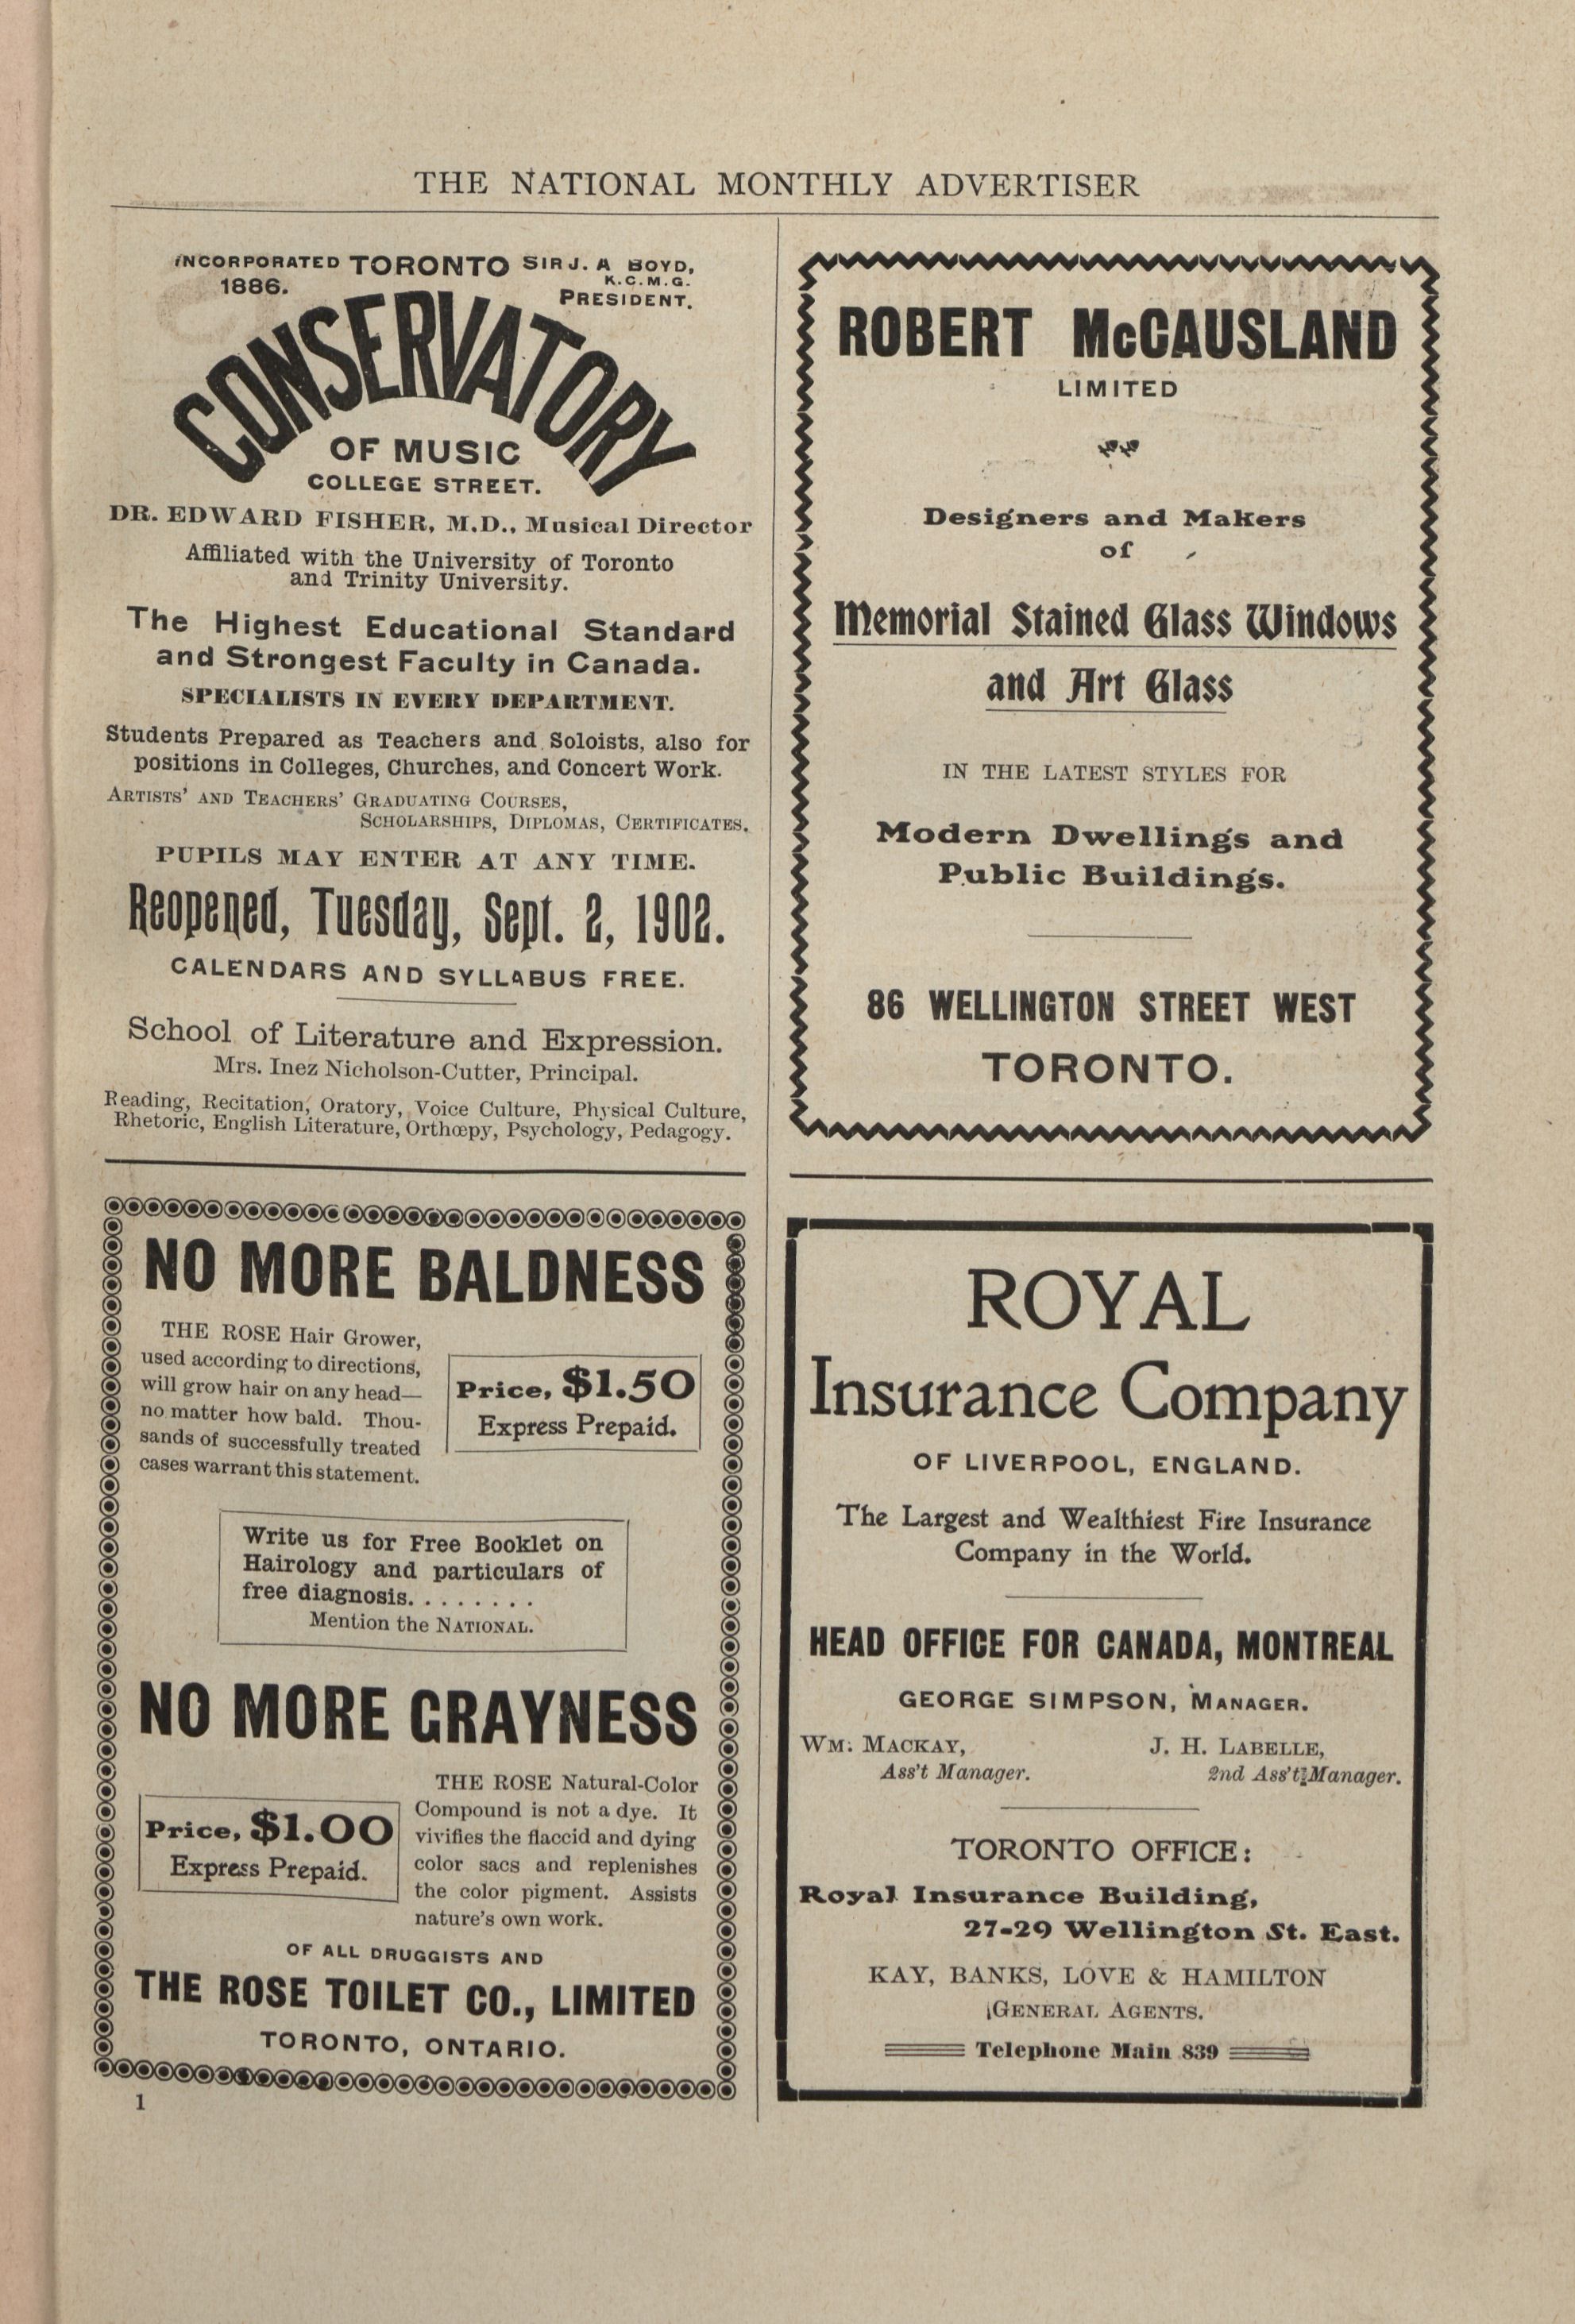 THE NATIONAL MONTHLY ADVERTISER
INCORPORATED TORONTO SIR J. A BOYD,
1886. K.C.M.G.
PRESIDENT.
CONSERVATORY
OF MUSIC
COLLEGE STREET.
DR. EDWARD FISHER, M.D., Musical Director
Affiliated with the University of Toronto
and Trinity University.
The Highest Educational Standard
and Strongest Faculty in Canada.
SPECIALISTS IN EVERY DEPARTMENT.
Students Prepared as Teachers and Soloists, also for
positions in Colleges, Churches, and Concert Work.
ARTISTS' AND TEACHERS' GRADUATING COURSES,
SCHOLARSHIPS, DIPLOMAS, CERTIFICATES.
PUPILS MAY ENTER AT ANY TIME.
Reopened, Tuesday, Sept. 2, 1902.
CALENDARS AND SYLLABUS FREE.
School of Literature and Expression.
Mrs. Inez Nicholson-Cutter, Principal.
Reading, Recitation, Oratory, Voice Culture, Physical Culture,
Rhetoric, English Literature, Orthœpy, Psychology, Pedagogy.
NO MORE BALDNESS
THE ROSE Hair Grower,
used according to directions,
will grow hair on any head—
no matter how bald. Thou-
sands of successfully treated
cases warrant this statement.
Price, $1.50
Express Prepaid.
Write us for Free Booklet on
Hairology and particulars of
free diagnosis. . . . . . . .
Mention the NATIONAL.
NO MORE GRAYNESS
Price, $1.00
Express Prepaid.
THE ROSE Natural-Color
Compound is not a dye. It
vivifies the flaccid and dying
color sacs and replenishes
the color pigment. Assists
nature's own work.
OF ALL DRUGGISTS AND
THE ROSE TOILET CO., LIMITED
TORONTO, ONTARIO.
1
ROBERT McCAUSLAND
LIMITED
Designers and Makers
of
Memorial Stained Glass Windows
and Art Glass
IN THE LATEST STYLES FOR
Modern Dwellings and
Public Buildings.
86 WELLINGTON STREET WEST
TORONTO.
ROYAL
Insurance Company
OF LIVERPOOL, ENGLAND.
The Largest and Wealthiest Fire Insurance
Company in the World.
HEAD OFFICE FOR CANADA, MONTREAL
GEORGE SIMPSON, MANAGER.
WM. MACKAY, J. H. LABELLE,
Ass't Manager. 2nd Ass't Manager.
TORONTO OFFICE:
Royal Insurance Building,
27-29 Wellington St. East.
KAY, BANKS, LOVE & HAMILTON
GENERAL AGENTS.
Telephone Main 839